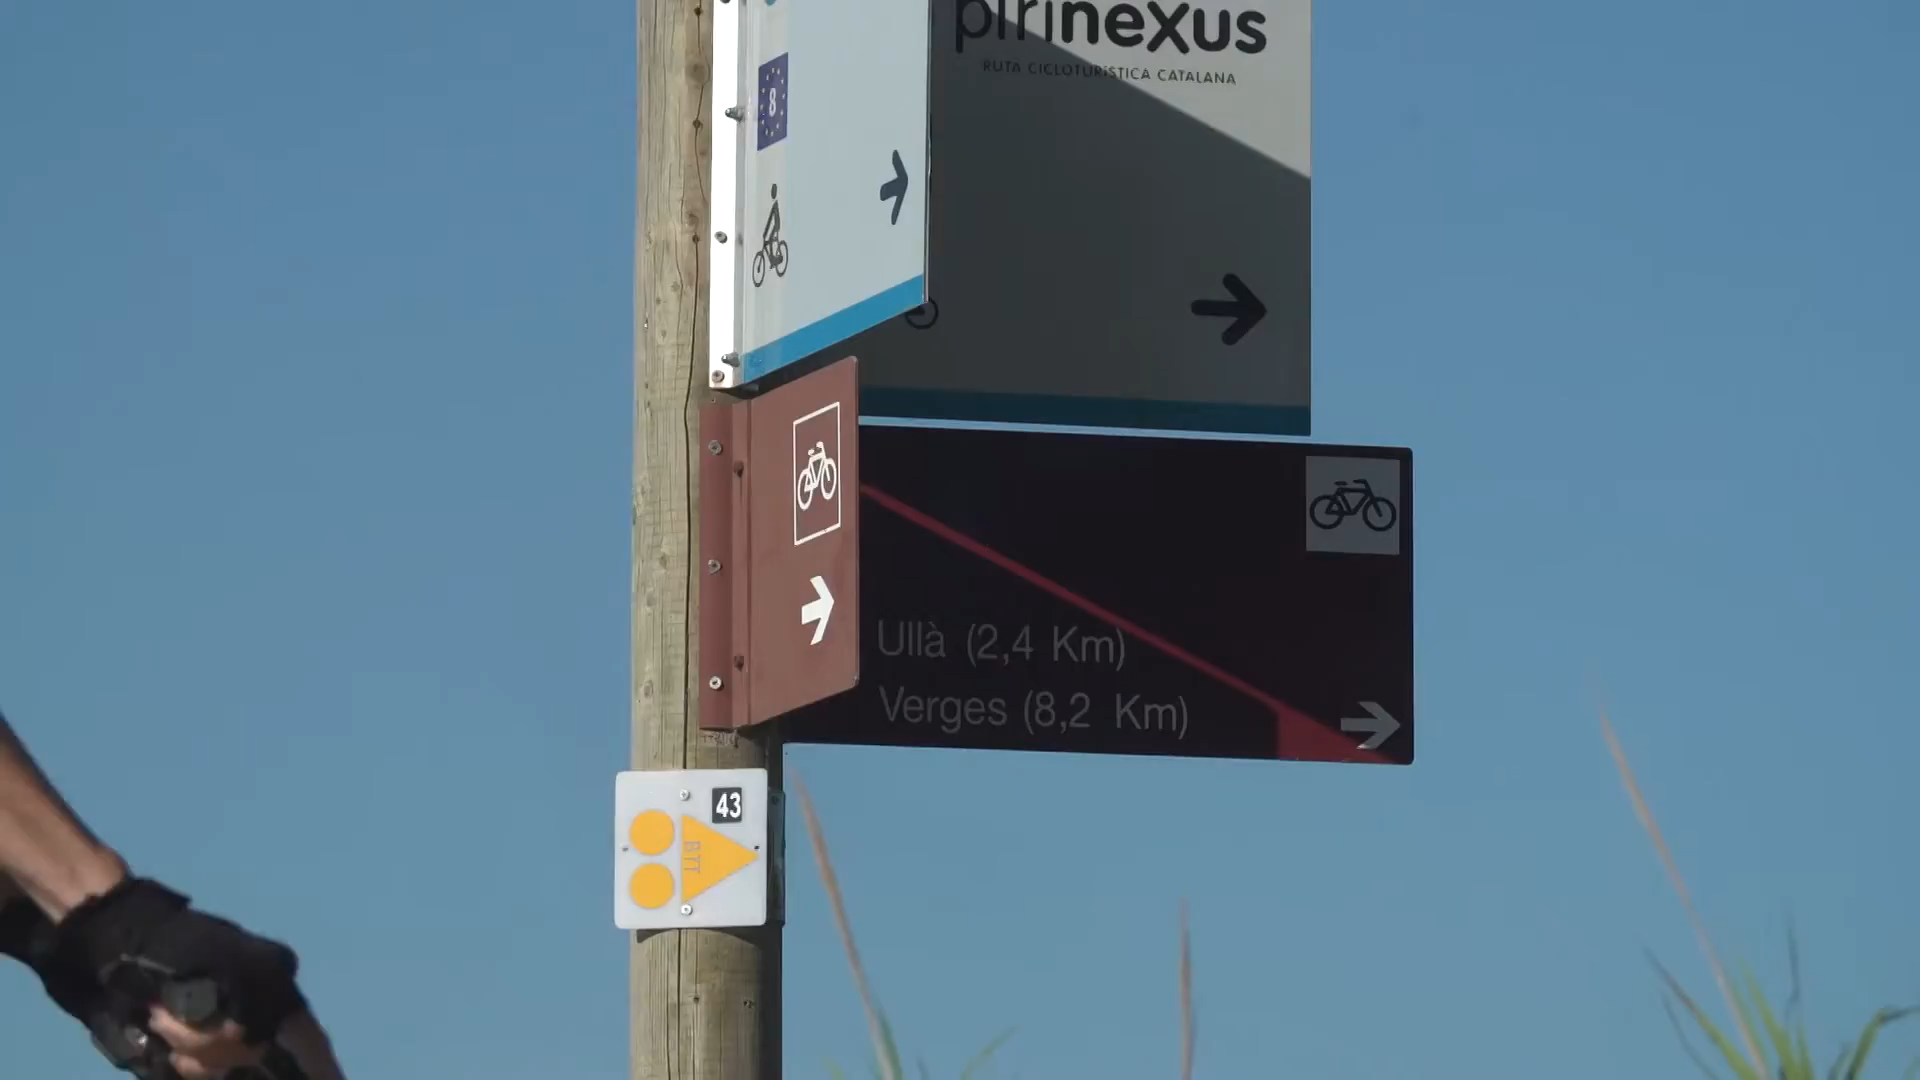 pirinexus
RUTA CICLOTURÍSTICA CATALANA
8
Ullà (2,4 Km)
Verges (8,2 Km)
43
BTT